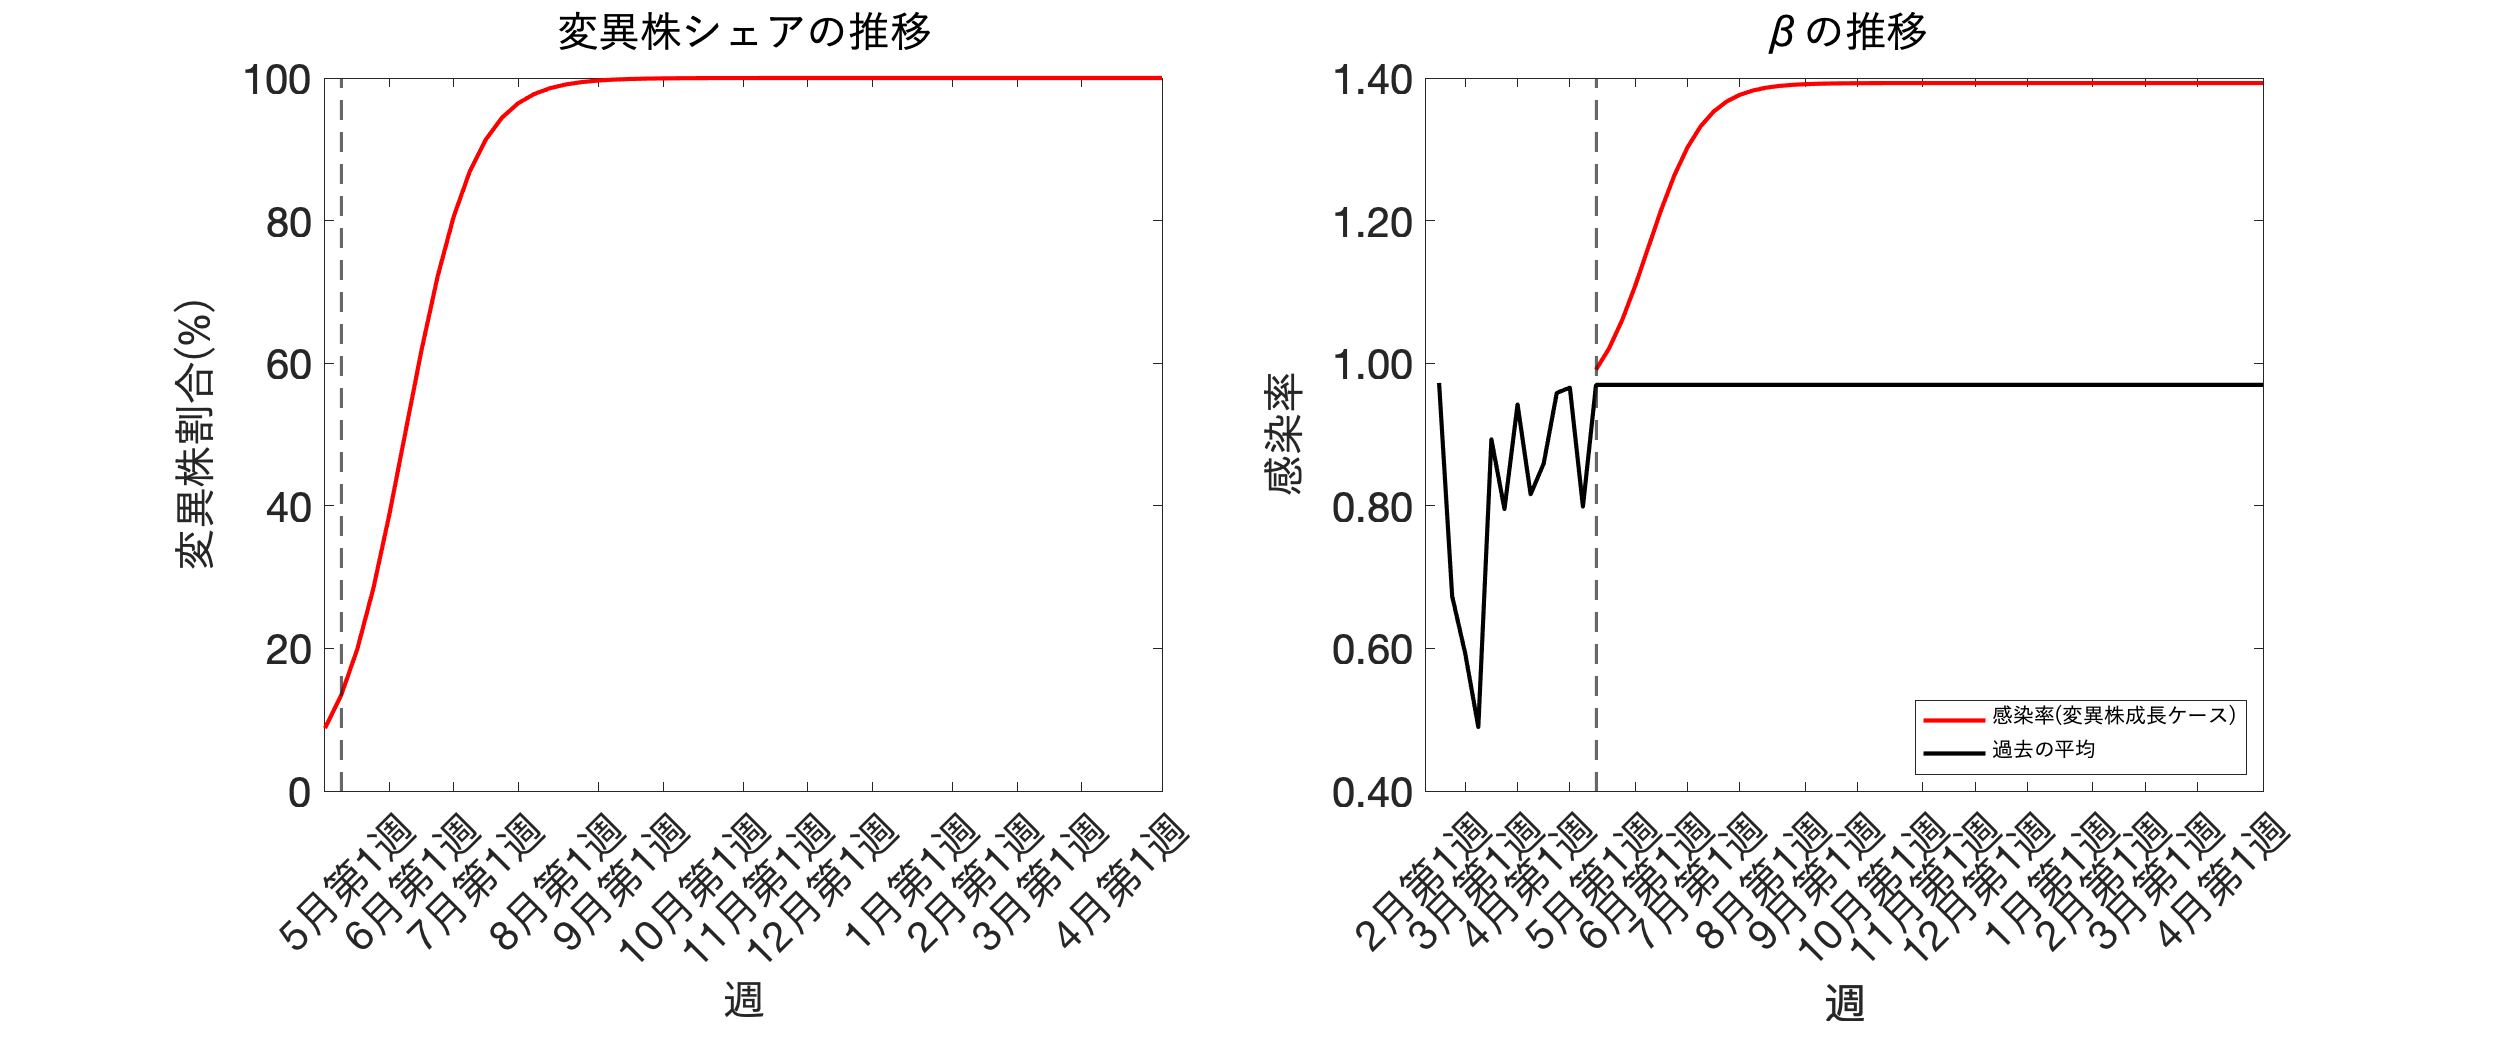 変異株シェアの推移
変異株割合(%)
100
80
60
40
20
0
5月第1週
6月第1週
7月第1週
8月第1週
9月第1週
10月第1週
11月第1週
12月第1週
1月第1週
2月第1週
3月第1週
4月第1週
週
βの推移
感染率
1.40
1.20
1.00
0.80
0.60
0.40
感染率(変異株成長ケース)
過去の平均
2月第1週
3月第1週
4月第1週
5月第1週
6月第1週
7月第1週
8月第1週
9月第1週
10月第1週
11月第1週
12月第1週
1月第1週
2月第1週
3月第1週
4月第1週
週